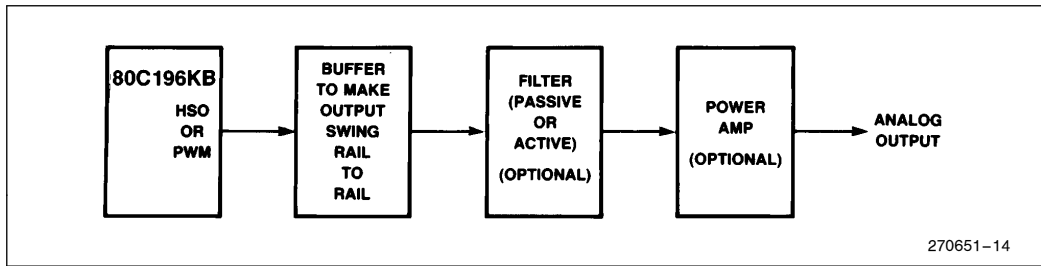 80C196KB
HSO
OR
PWM
BUFFER
TO MAKE
OUTPUT
SWING
RAIL
TO
RAIL
FILTER
(PASSIVE
OR
ACTIVE)
(OPTIONAL)
POWER
AMP
(OPTIONAL)
ANALOG
OUTPUT
270651–14